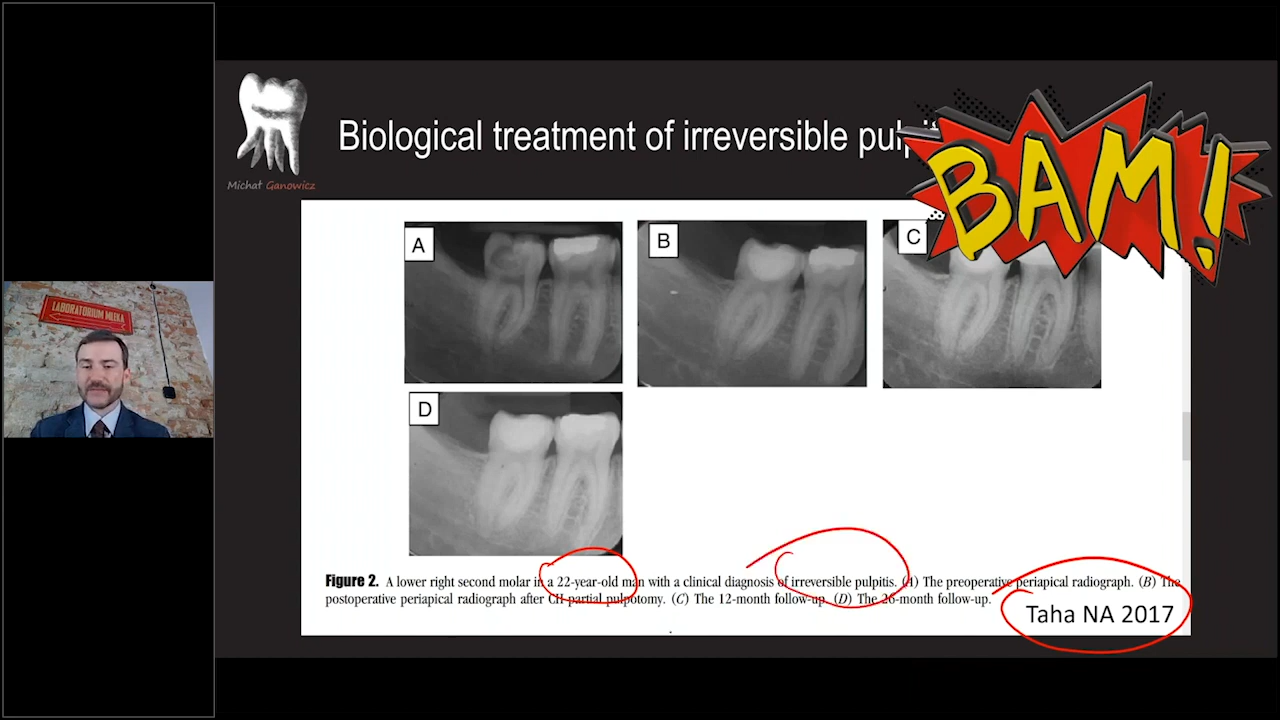 Michał Ganowicz
Biological treatment of irreversible pulpit
BAM!
A
B
C
D
LABORATORIUM MLEKA
Figure 2. A lower right second molar in a 22-year-old man with a clinical diagnosis of irreversible pulpitis. (A) The preoperative periapical radiograph. (B) The
postoperative periapical radiograph after CH partial pulpotomy. (C) The 12-month follow-up. (D) The 26-month follow-up.
Taha NA 2017